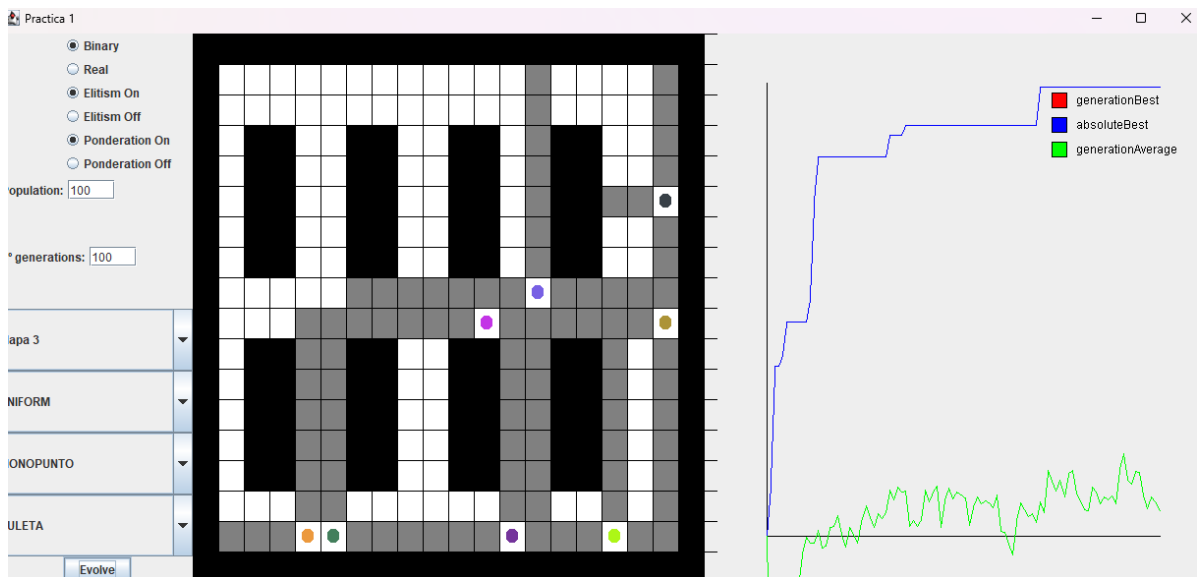 Practica 1
Binary
Real
Elitism On
Elitism Off
Ponderation On
Ponderation Off
opulation: 100
º generations: 100
apa 3
NIFORM
ONOPUNTO
ULETA
Evolve
generationBest
absoluteBest
generationAverage